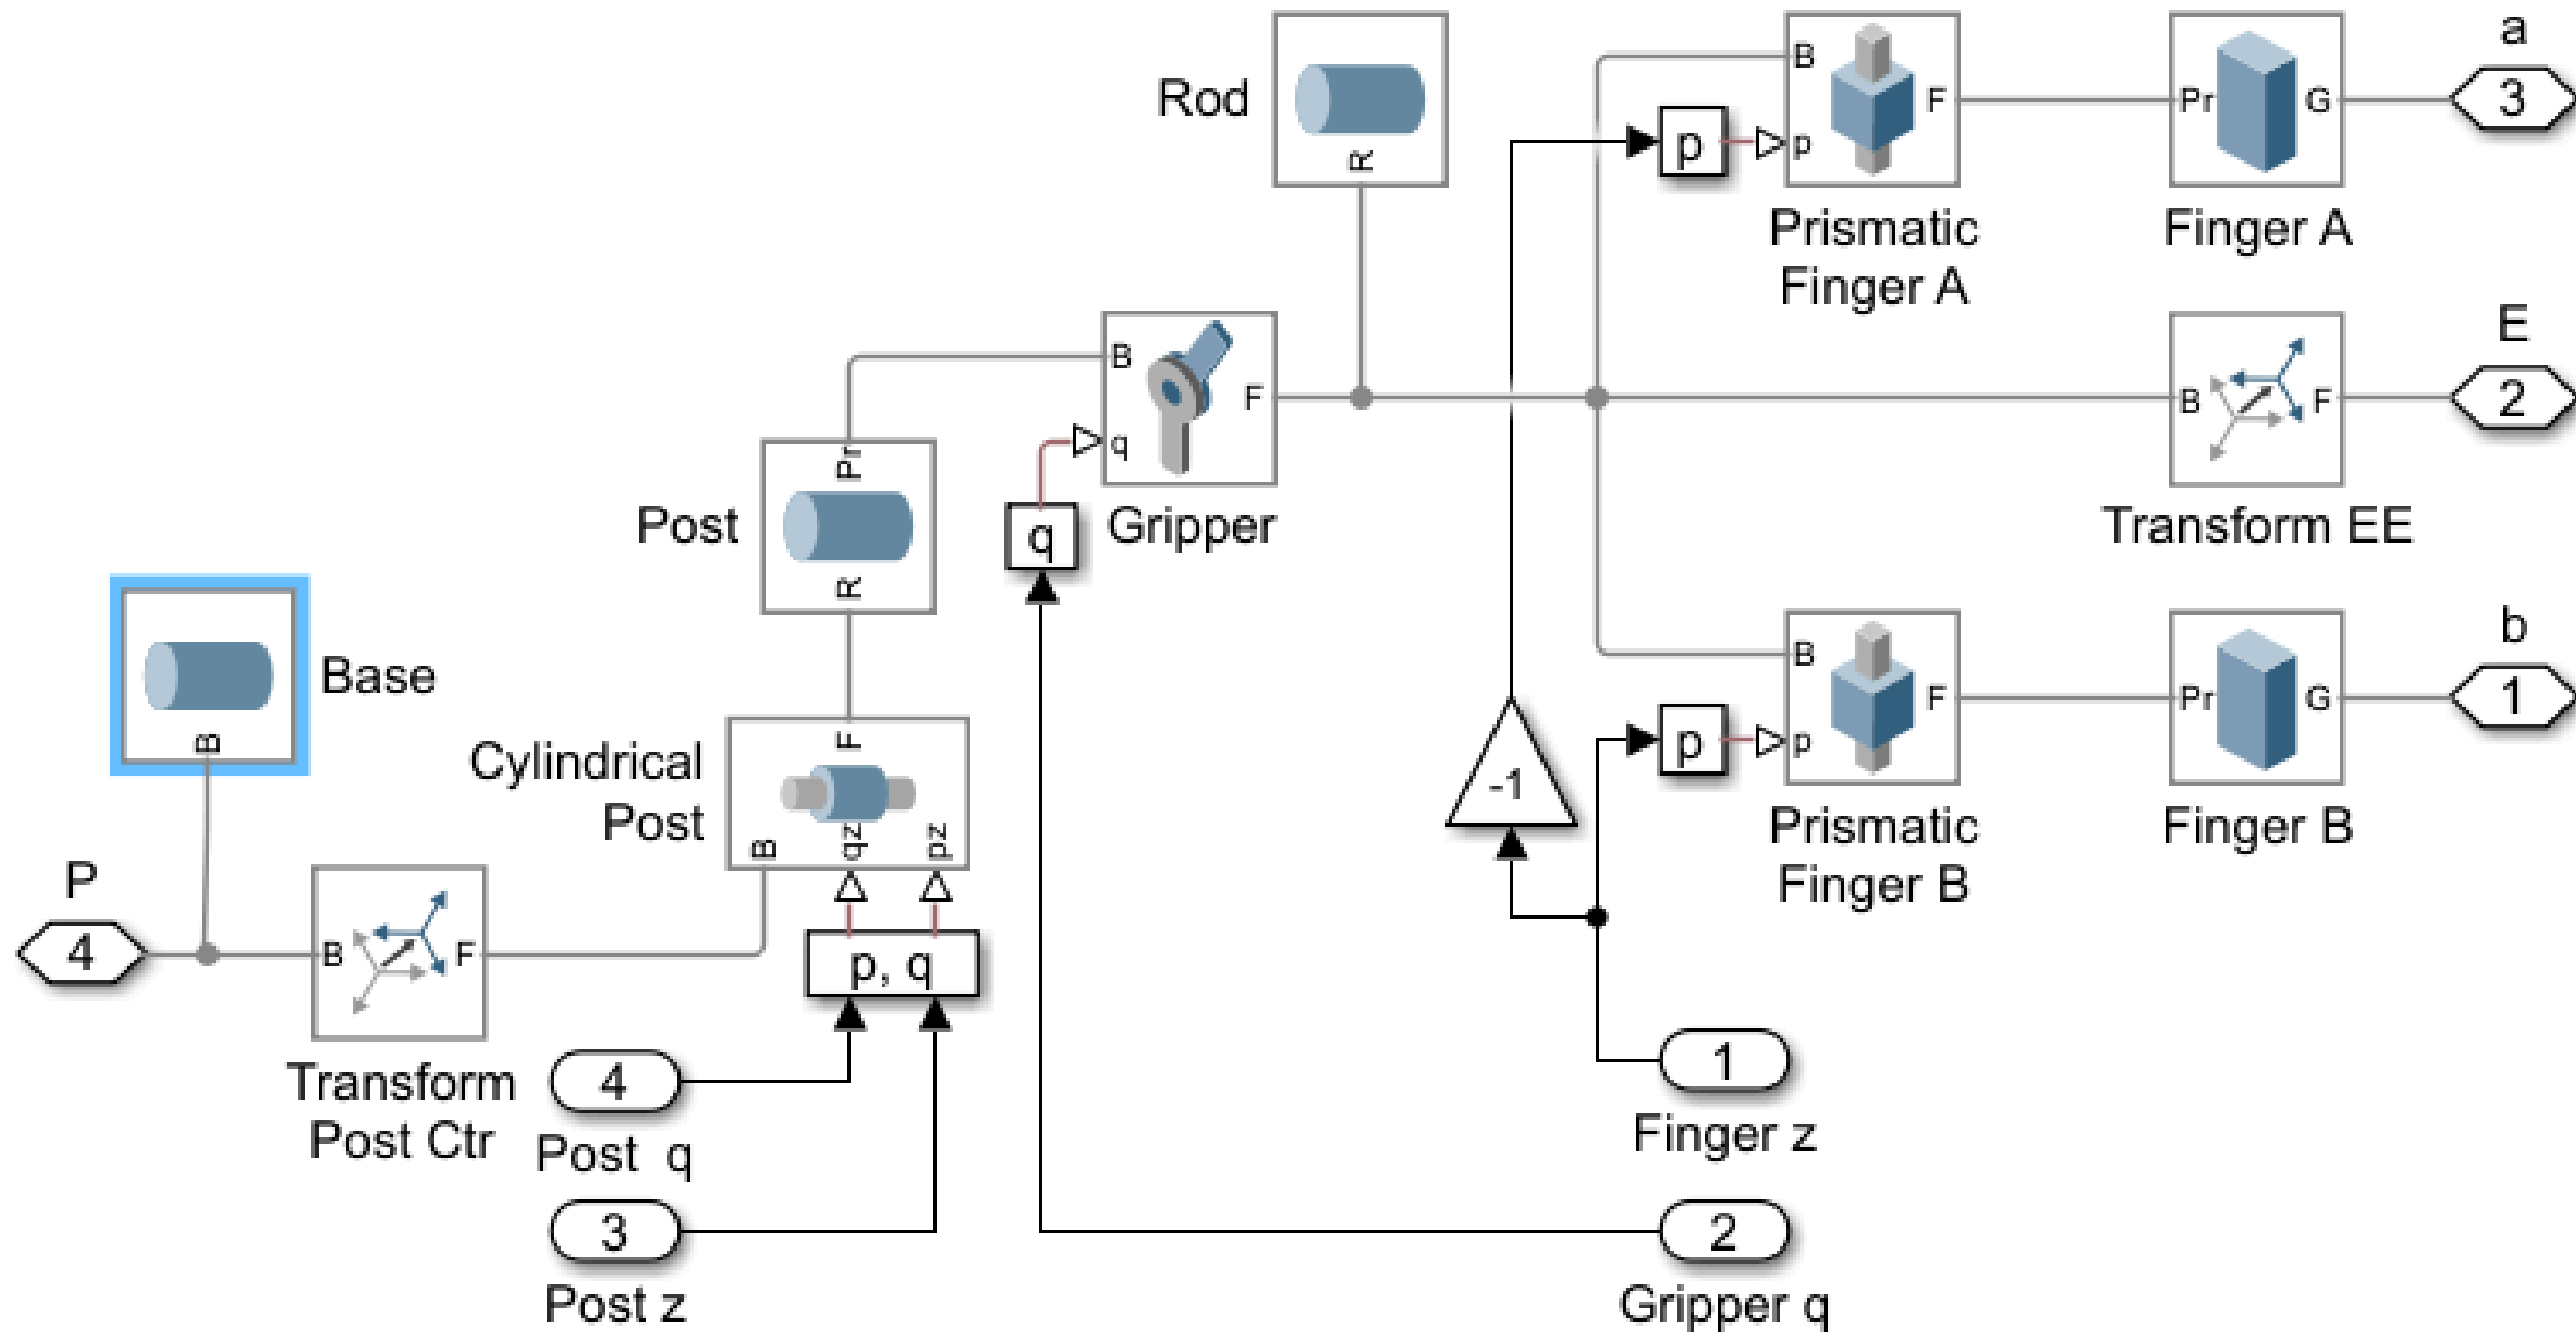 a
3
B
F
p
p
Prismatic
Finger A
Pr
G
Finger A
Rod
R
E
2
B
F
Transform EE
B
q
F
Gripper
q
Pr
R
Post
b
1
B
F
p
p
Prismatic
Finger B
Pr
G
Finger B
-1
Base
B
Cylindrical
Post
F
B
qz
pz
P
4
B
F
Transform
Post Ctr
p, q
4
Post q
3
Post z
1
Finger z
2
Gripper q